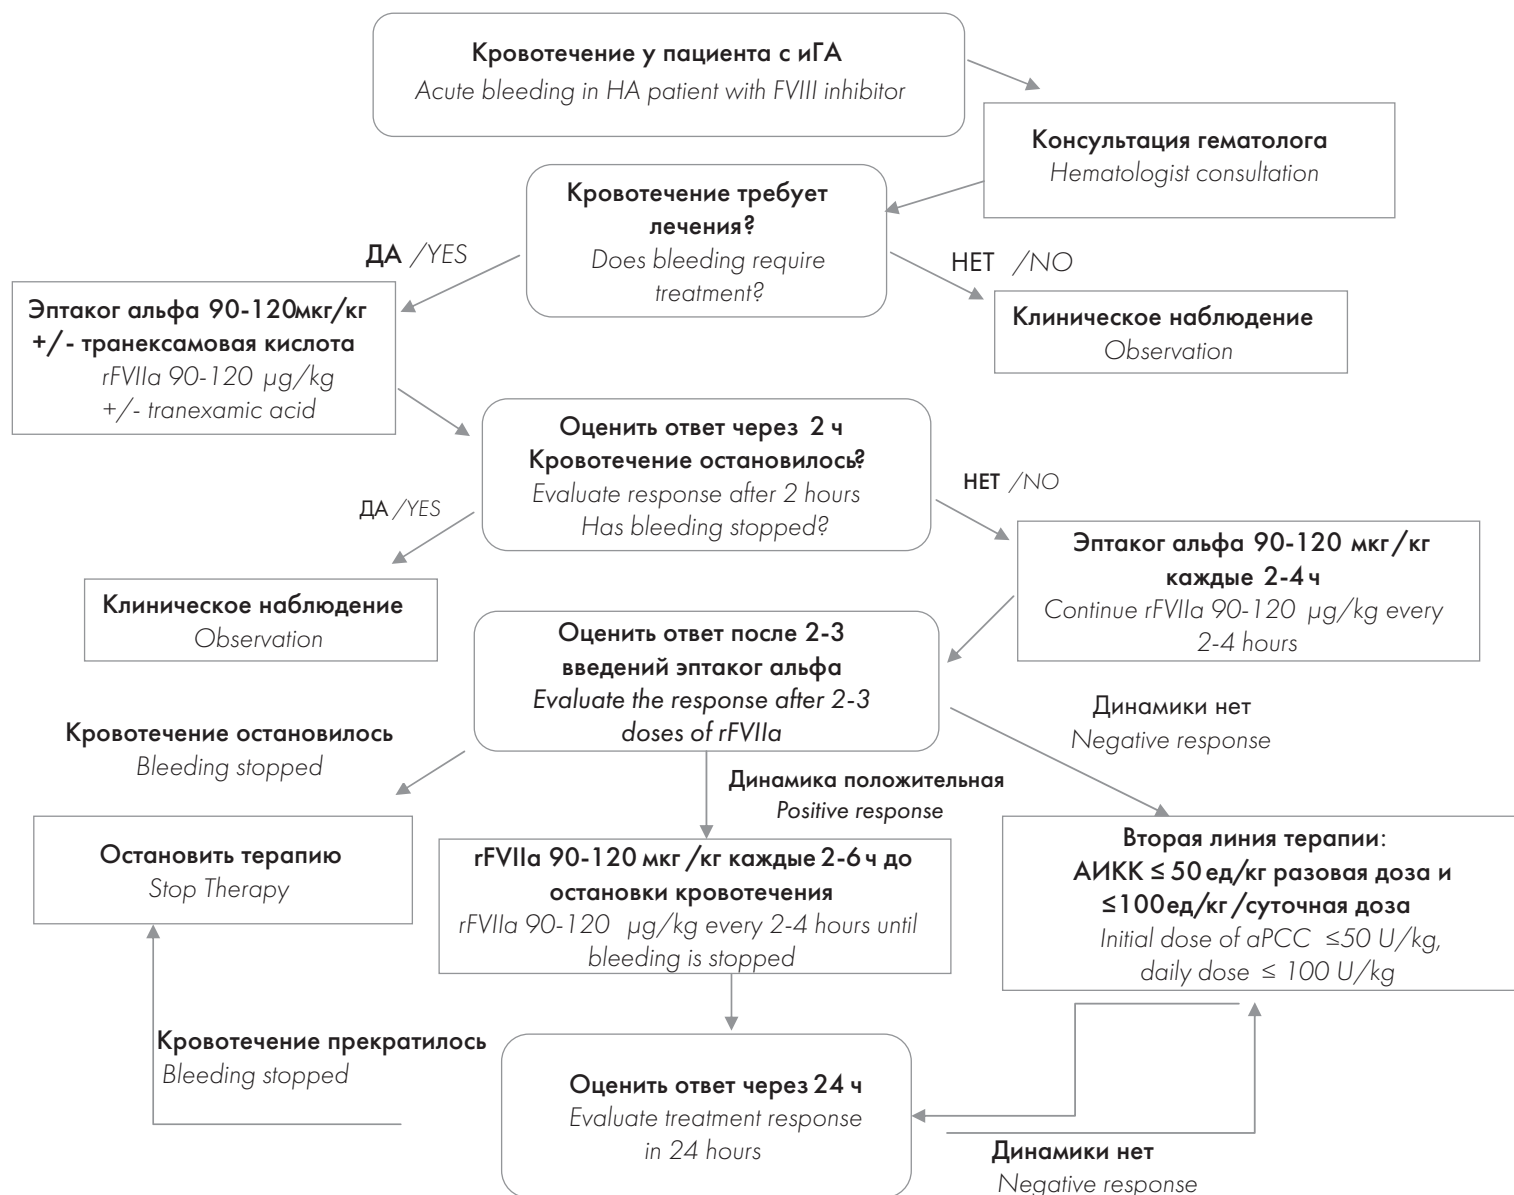 Кровотечение у пациента с иГА
Acute bleeding in HA patient with FVIII inhibitor
Консультация гематолога
Hematologist consultation
Кровотечение требует
лечения?
Does bleeding require
treatment?
ДА /YES
НЕТ /NO
Эптаког альфа 90-120мкг/кг
+/- транексамовая кислота
rFVIIa 90-120 µg/kg
+/- tranexamic acid
Клиническое наблюдение
Observation
Оценить ответ через 2 ч
Кровотечение остановилось?
Evaluate response after 2 hours
Has bleeding stopped?
ДА /YES
НЕТ /NO
Клиническое наблюдение
Observation
Эптаког альфа 90-120 мкг/кг
каждые 2-4 ч
Continue rFVIIa 90-120 µg/kg every
2-4 hours
Оценить ответ после 2-3
введений эптаког альфа
Evaluate the response after 2-3
doses of rFVIIa
Кровотечение остановилось
Bleeding stopped
Динамика положительная
Positive response
Динамики нет
Negative response
Остановить терапию
Stop Therapy
rFVIIa 90-120 мкг/кг каждые 2-6 ч до
остановки кровотечения
rFVIIa 90-120 µg/kg every 2-4 hours until
bleeding is stopped
Вторая линия терапии:
АИКК ≤ 50 ед/кг разовая доза и
≤100ед/кг/суточная доза
Initial dose of aPCC ≤50 U/kg,
daily dose ≤ 100 U/kg
Кровотечение прекратилось
Bleeding stopped
Оценить ответ через 24 ч
Evaluate treatment response
in 24 hours
Динамики нет
Negative response